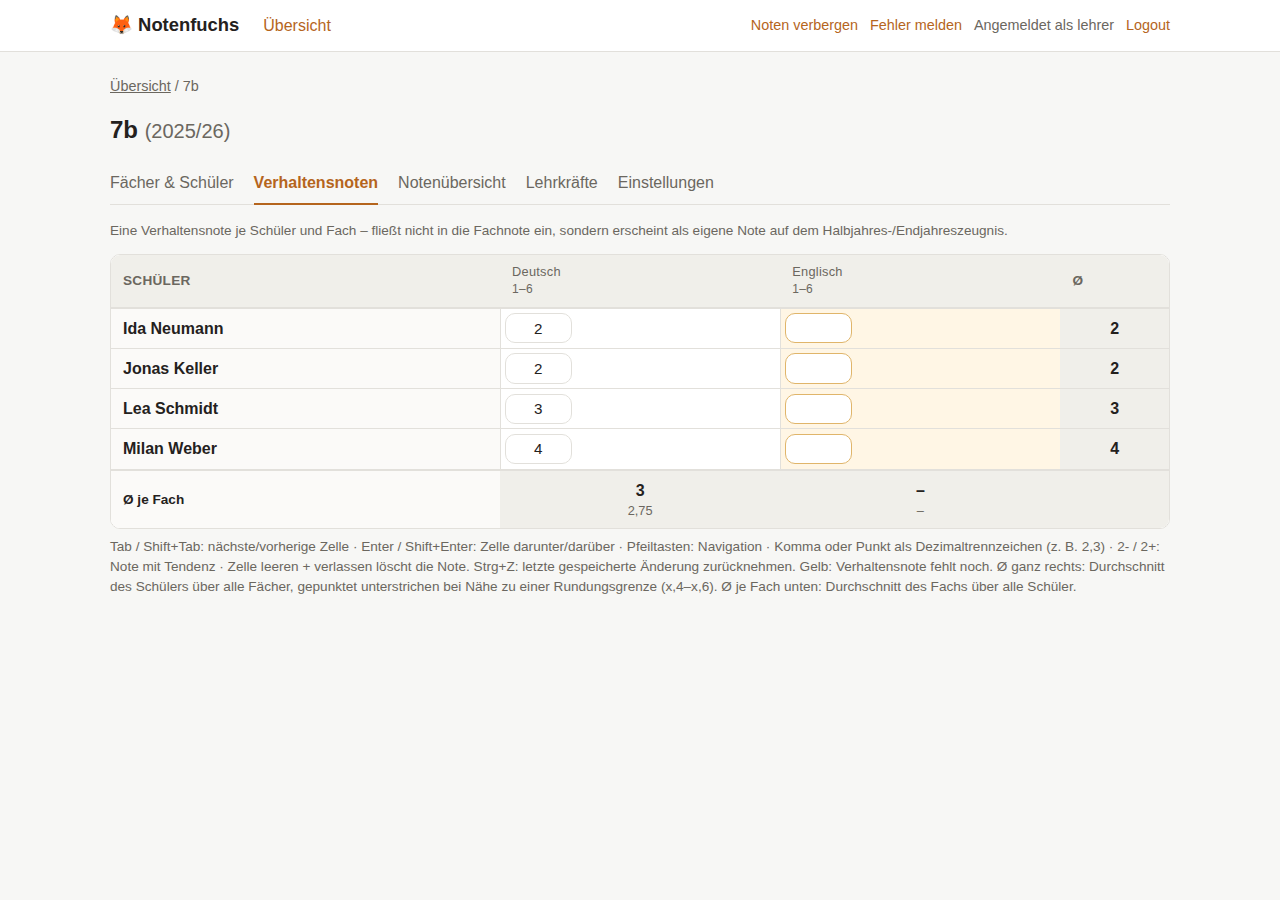 🦊 Notenfuchs Übersicht Noten verbergen Fehler melden Angemeldet als lehrer Logout
Übersicht / 7b
7b (2025/26)
Fächer & Schüler Verhaltensnoten Notenübersicht Lehrkräfte Einstellungen
Eine Verhaltensnote je Schüler und Fach – fließt nicht in die Fachnote ein, sondern erscheint als eigene Note auf dem Halbjahres-/Endjahreszeugnis.
SCHÜLER Deutsch Englisch Ø
1–6 1–6
Ida Neumann 2 2
Jonas Keller 2 2
Lea Schmidt 3 3
Milan Weber 4 4
Ø je Fach 3 –
2,75 –
Tab / Shift+Tab: nächste/vorherige Zelle · Enter / Shift+Enter: Zelle darunter/darüber · Pfeiltasten: Navigation · Komma oder Punkt als Dezimaltrennzeichen (z. B. 2,3) · 2- / 2+:
Note mit Tendenz · Zelle leeren + verlassen löscht die Note. Strg+Z: letzte gespeicherte Änderung zurücknehmen. Gelb: Verhaltensnote fehlt noch. Ø ganz rechts: Durchschnitt
des Schülers über alle Fächer, gepunktet unterstrichen bei Nähe zu einer Rundungsgrenze (x,4–x,6). Ø je Fach unten: Durchschnitt des Fachs über alle Schüler.